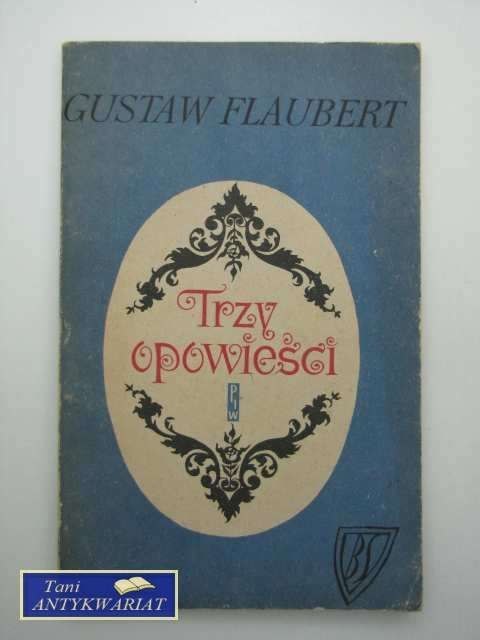 GUSTAW FLAUBERT
Trzy
opowieści
PIW
BS
Tani
ANTYKWARIAT